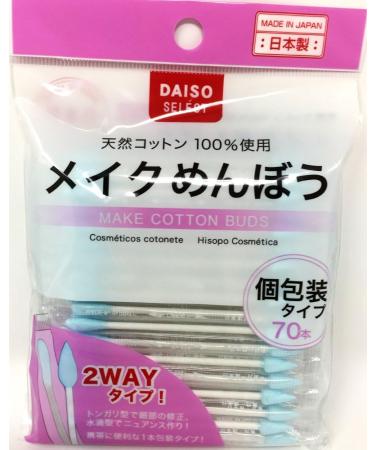 MADE IN JAPAN
:日本製:
DAISO
SELECT
天然コットン 100%使用
メイクめんぼう
MAKE COTTON BUDS
Cosméticos cotonete Hisopo Cosmética
個包装
タイプ
70本
2WAY
タイプ!
トンガリ型で細部の修正、
水滴型でニュアンス作り!
携帯に便利な1本包装タイプ!